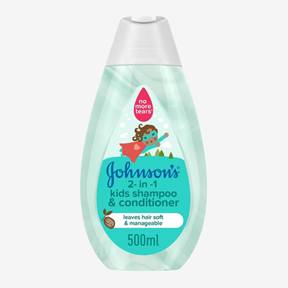 no
more
tears®
Johnson's®
2-in-1
kids shampoo
& conditioner
leaves hair soft
& manageable
500ml